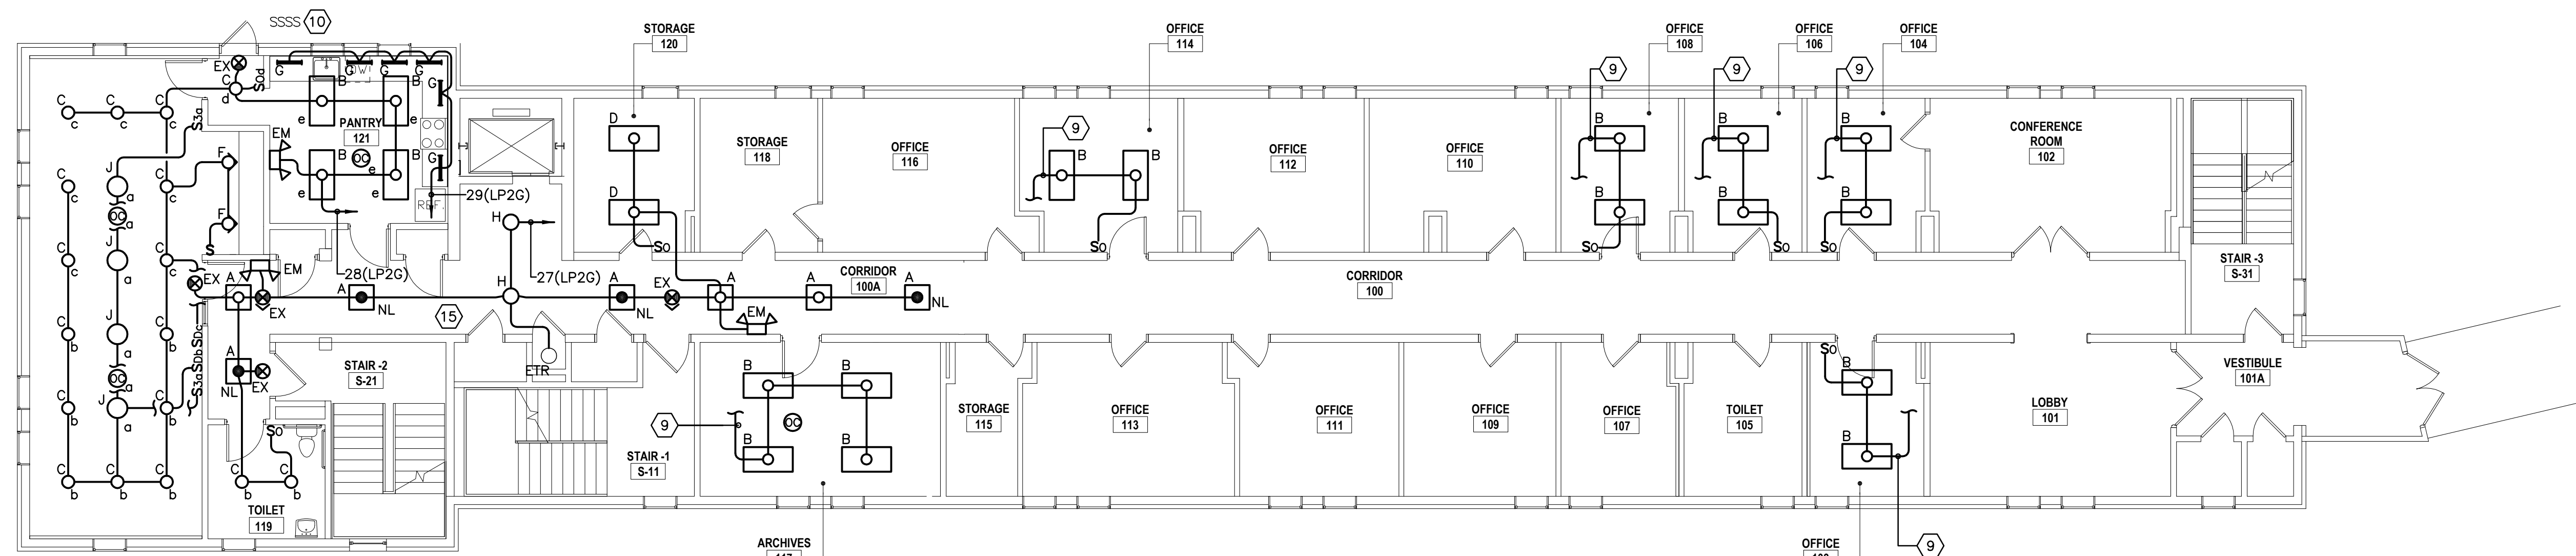 SSSS 10
STORAGE
120
OFFICE
114
OFFICE
108
OFFICE
106
OFFICE
104
EX
C
d
S0d
G
G
DW
G
G
G
G
B
B
e
e
PANTRY
121
OC
B
B
e
e
EM
REF.
29(LP2G)
28(LP2G)
27(LP2G)
C
C
C
c
c
c
S3a
J
a
OC
a
F
F
S
C
c
C
c
C
c
C
c
J
a
J
a
OC
a
J
a
C
b
C
b
C
b
C
b
C
b
C
b
C
b
S3aSDbSDc
EX
A
EM
EX
A
NL
H
H
15
A
NL
EX
A
EM
A
A
NL
CORRIDOR
100A
CORRIDOR
100
A
NL
EX
So
C
b
C
b
TOILET
119
STAIR -2
S-21
ETR
STAIR -1
S-11
D
D
So
STORAGE
118
OFFICE
116
9
B
B
So
OFFICE
112
OFFICE
110
9
B
B
So
9
B
B
So
9
B
B
So
CONFERENCE
ROOM
102
STAIR -3
S-31
9
B
B
OC
B
B
ARCHIVES
STORAGE
115
OFFICE
113
OFFICE
111
OFFICE
109
OFFICE
107
TOILET
105
So
B
B
9
OFFICE
LOBBY
101
VESTIBULE
101A